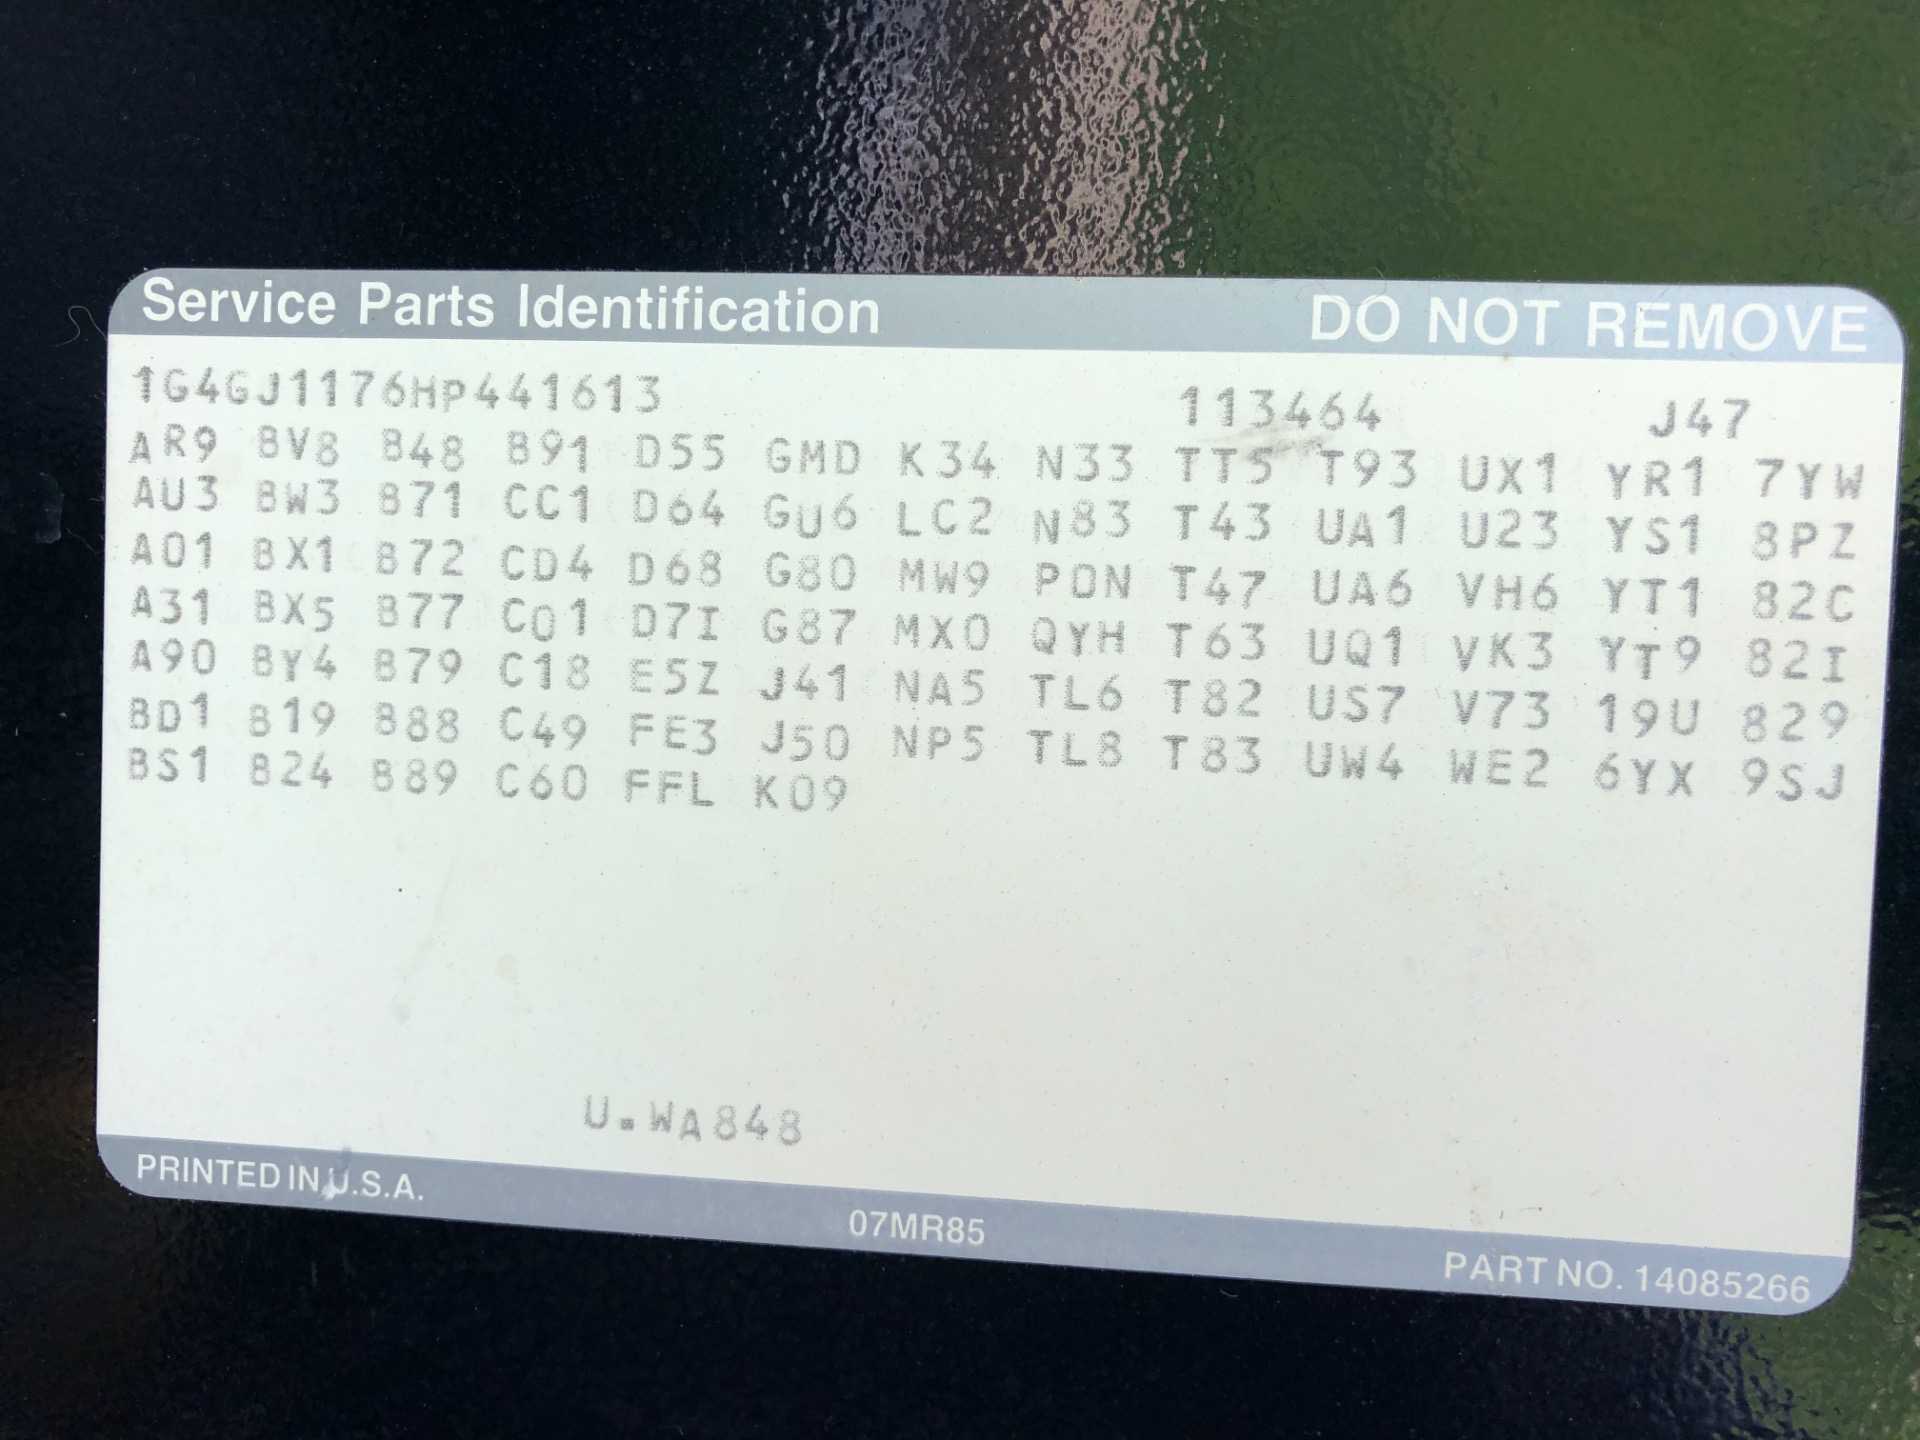 Service Parts Identification DO NOT REMOVE
1G4GJ1176HP441613 113464 J47
AR9 BV8 B48 B91 D55 GMD K34 N33 TT5 T93 UX1 YR1 7YW
AU3 BW3 B71 CC1 D64 GU6 LC2 N83 T43 UA1 U23 YS1 8PZ
A01 BX1 B72 CD4 D68 G80 MW9 P0N T47 UA6 VH6 YT1 82C
A31 BX5 B77 C01 D7I G87 MX0 QYH T63 UQ1 VK3 YT9 82I
A90 BY4 B79 C18 E5Z J41 NA5 TL6 T82 US7 V73 19U 829
BD1 B19 B88 C49 FE3 J50 NP5 TL8 T83 UW4 WE2 6YX 9SJ
BS1 B24 B89 C60 FFL K09
U.WA848
PRINTED IN U.S.A. 07MR85 PART NO. 14085266